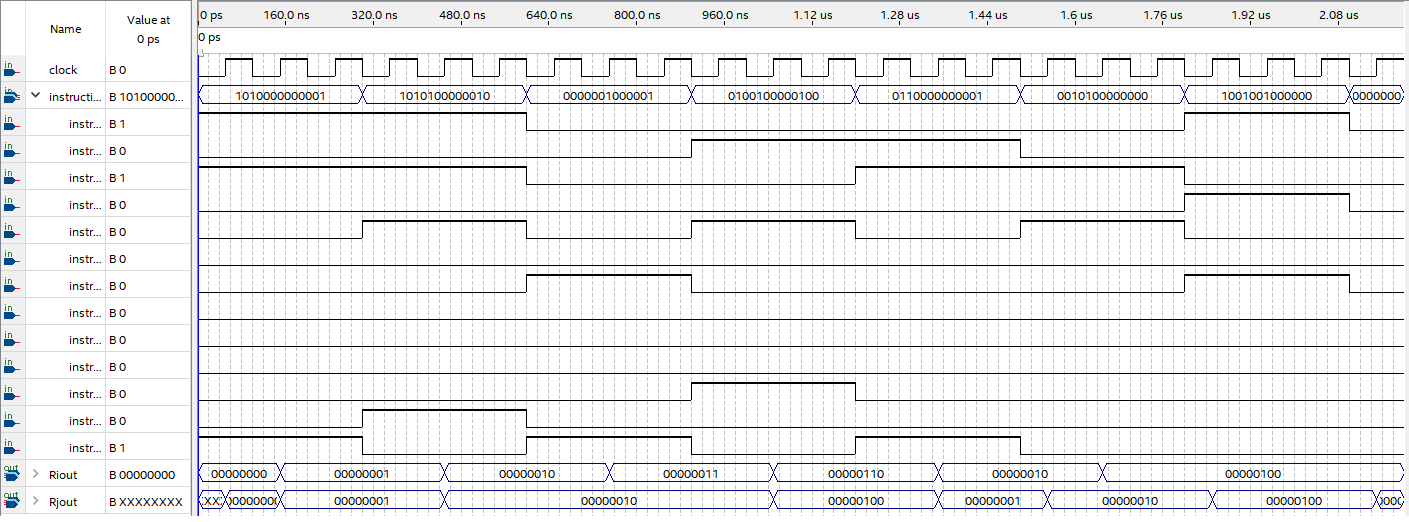 Name Value at 0 ps
0 ps 160.0 ns 320.0 ns 480.0 ns 640.0 ns 800.0 ns 960.0 ns 1.12 us 1.28 us 1.44 us 1.6 us 1.76 us 1.92 us 2.08 us
0 ps
in clock B 0
in instructi... B 10100000... 1010000000001 1010100000010 0000001000001 0100100000100 0110000000001 0010100000000 1001001000000 0000000
in instr... B 1
in instr... B 0
in instr... B 1
in instr... B 0
in instr... B 0
in instr... B 0
in instr... B 0
in instr... B 0
in instr... B 0
in instr... B 0
in instr... B 0
in instr... B 0
in instr... B 1
out Riout B 00000000 00000000 00000001 00000010 00000011 00000110 00000010 00000100
out Rjout B XXXXXXXX 00000001 00000010 00000100 00000001 00000010 00000100